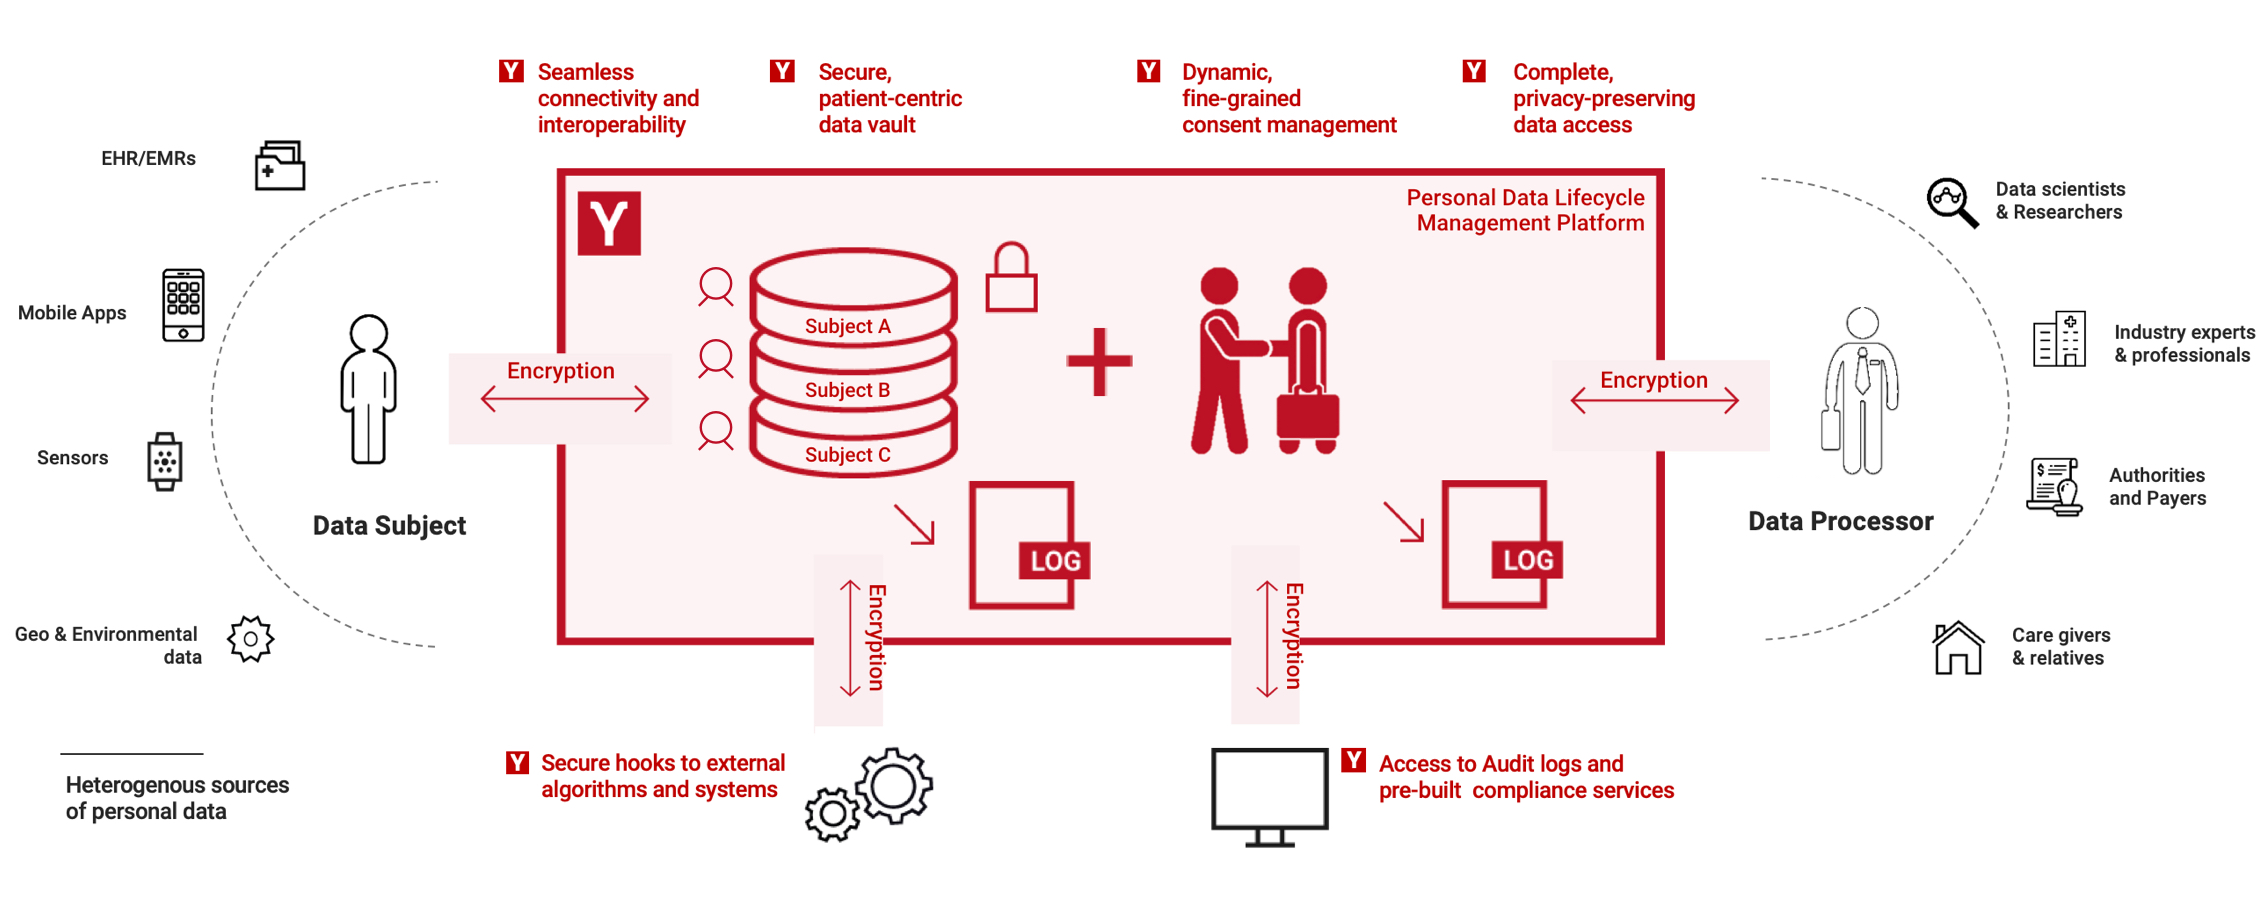 Y Seamless
connectivity and
interoperability
Y Secure,
patient-centric
data vault
Y Dynamic,
fine-grained
consent management
Y Complete,
privacy-preserving
data access
EHR/EMRs
Mobile Apps
Sensors
Geo & Environmental
data
Data Subject
Heterogenous sources
of personal data
Y
Personal Data Lifecycle
Management Platform
Encryption
Subject A
Subject B
Subject C
LOG
LOG
Encryption
Encryption
Encryption
Data Processor
Data scientists
& Researchers
Industry experts
& professionals
$
Authorities
and Payers
Care givers
& relatives
Y Secure hooks to external
algorithms and systems
Y Access to Audit logs and
pre-built compliance services